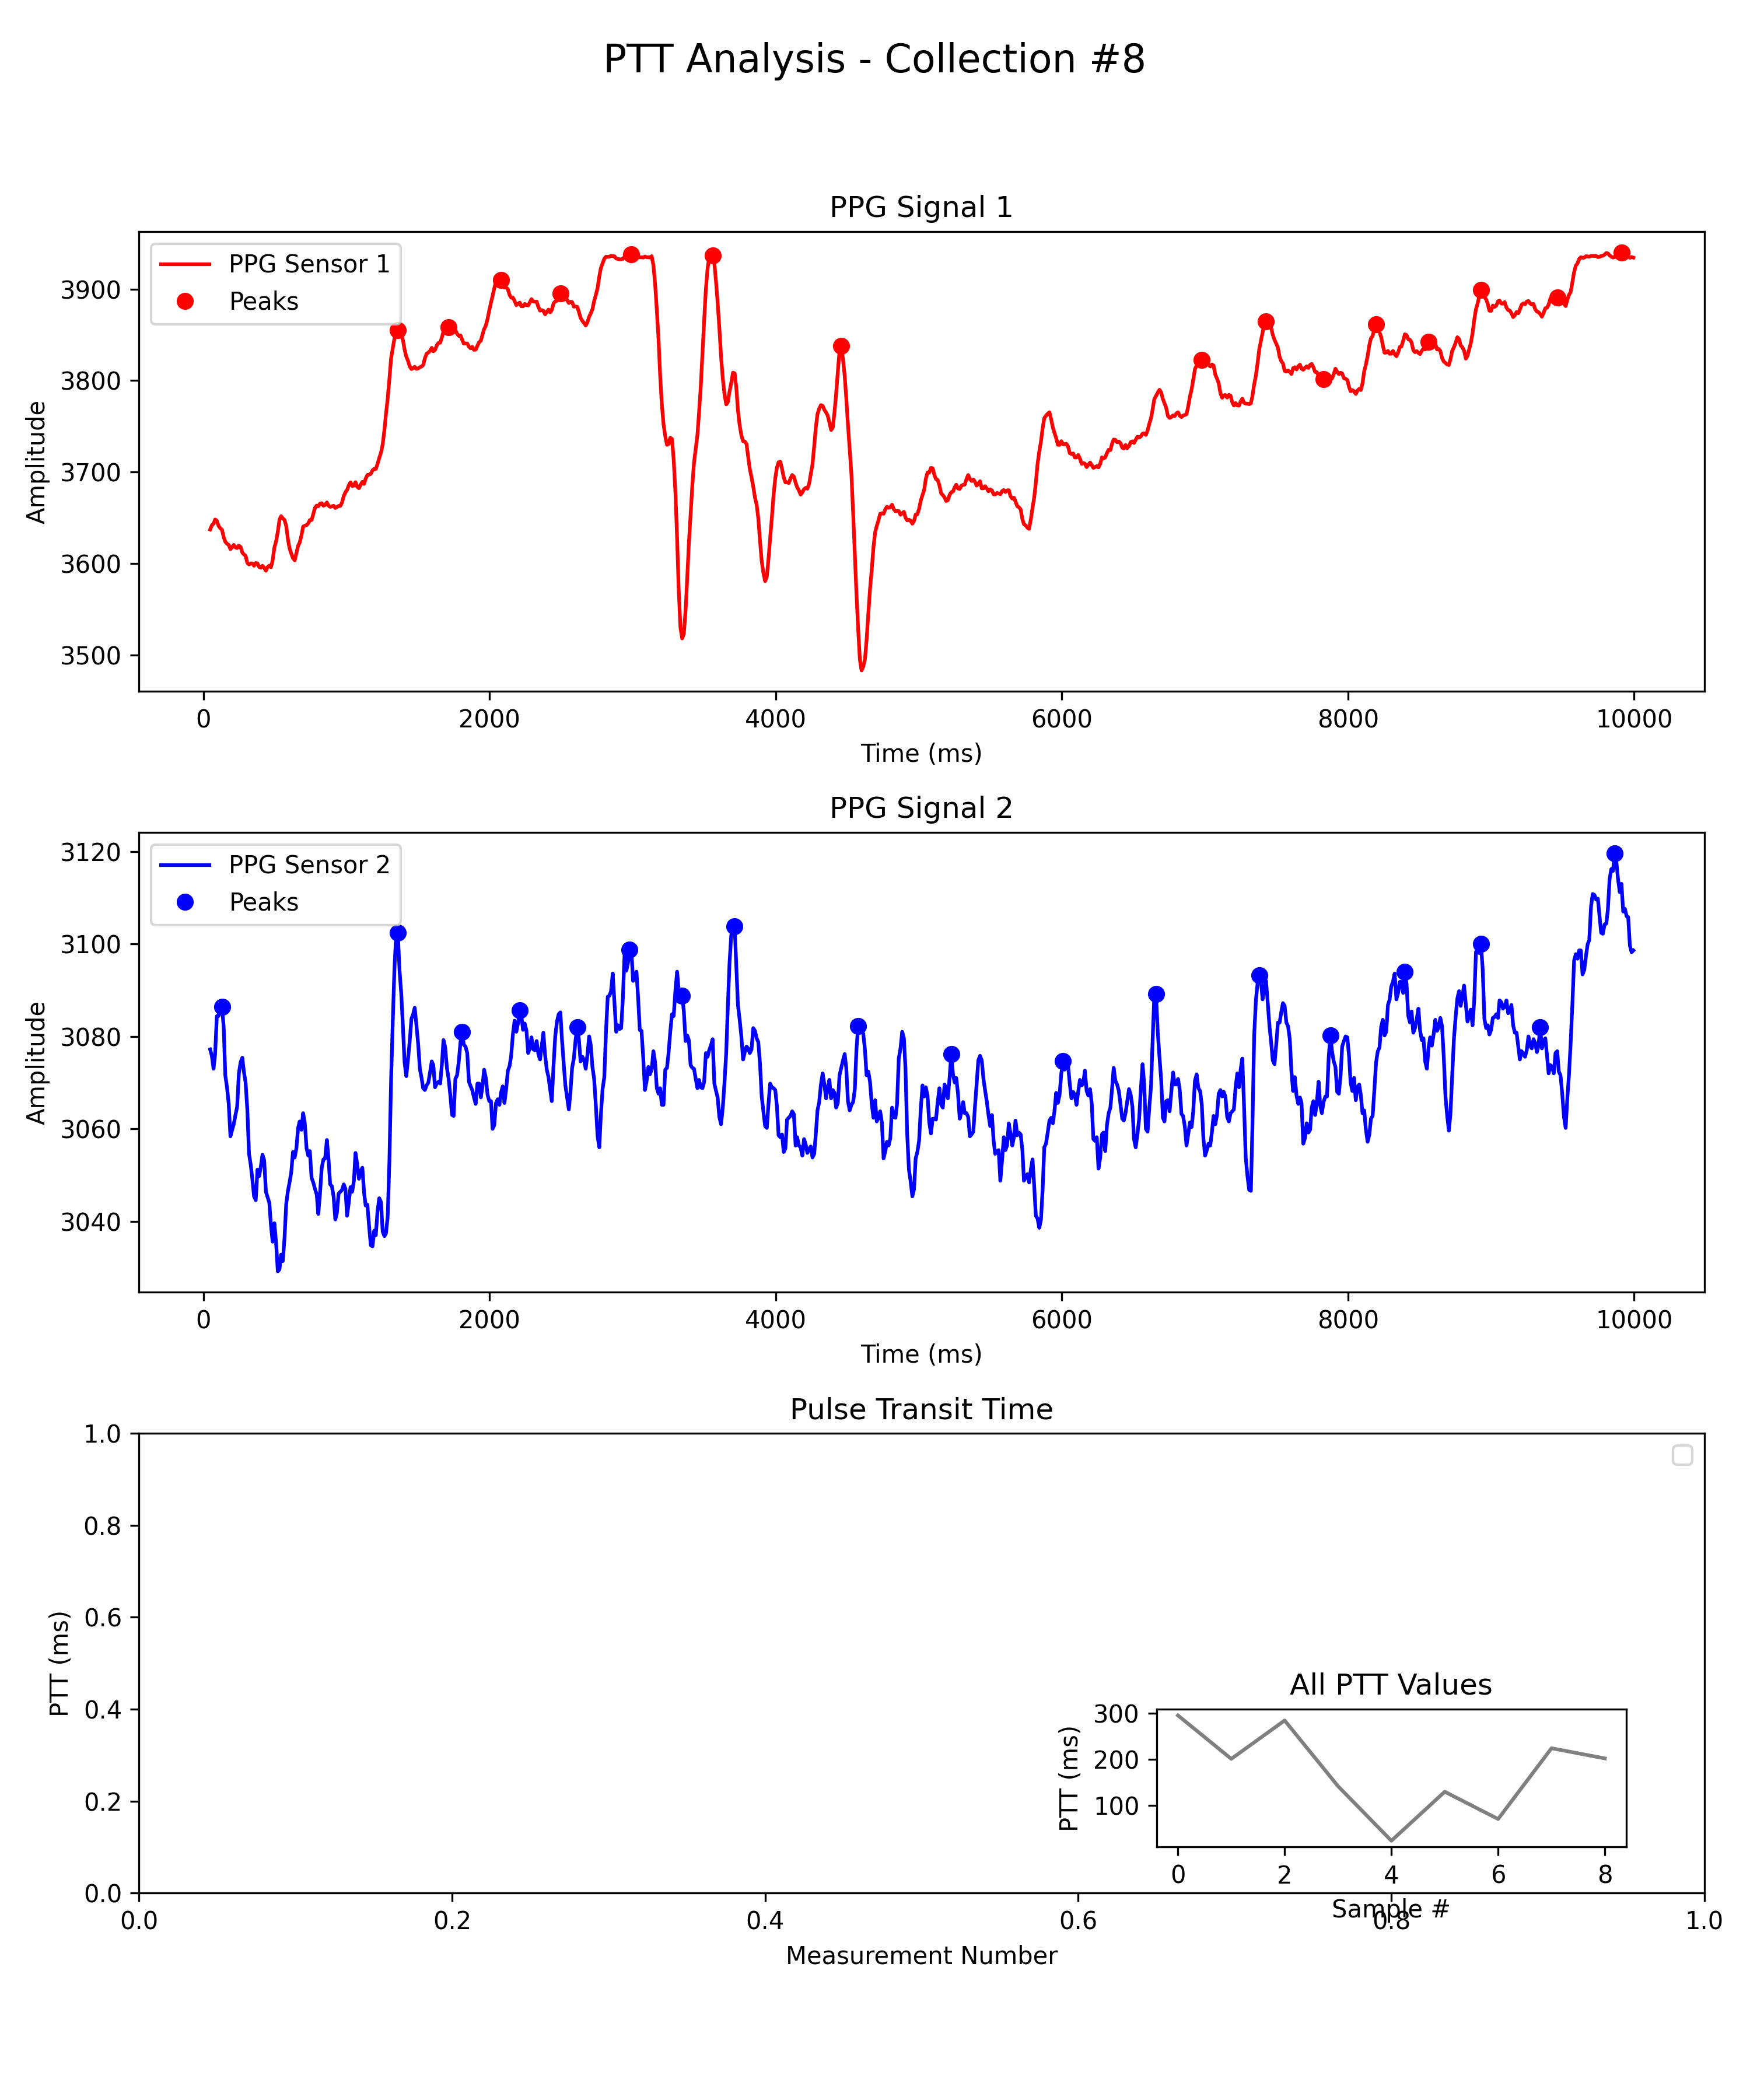 PTT Analysis - Collection #8
PPG Signal 1
PPG Sensor 1
Peaks
Amplitude
3900
3800
3700
3600
3500
0 2000 4000 6000 8000 10000
Time (ms)
PPG Signal 2
PPG Sensor 2
Peaks
Amplitude
3120
3100
3080
3060
3040
0 2000 4000 6000 8000 10000
Time (ms)
Pulse Transit Time
PTT (ms)
1.0
0.8
0.6
0.4
0.2
0.0
All PTT Values
PTT (ms)
300
200
100
0 2 4 6 8
Sample #
0.0 0.2 0.4 0.6 0.8 1.0
Measurement Number